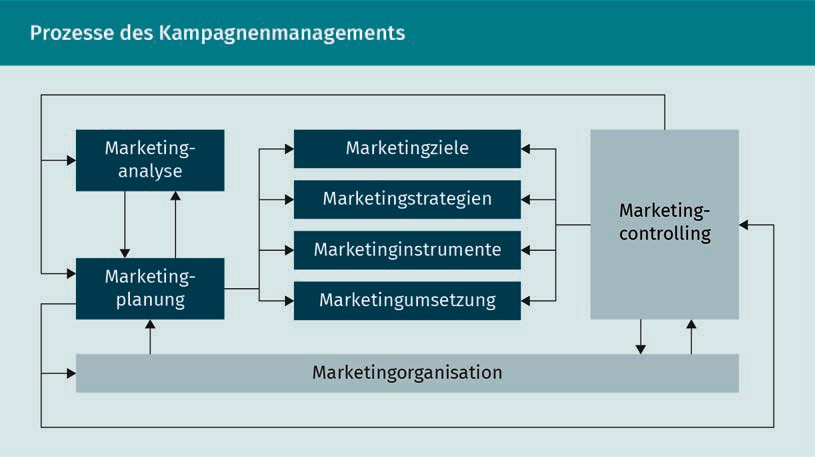 Prozesse des Kampagnenmanagements
Marketing-
analyse
Marketing-
planung
Marketingziele
Marketingstrategien
Marketinginstrumente
Marketingumsetzung
Marketing-
controlling
Marketingorganisation